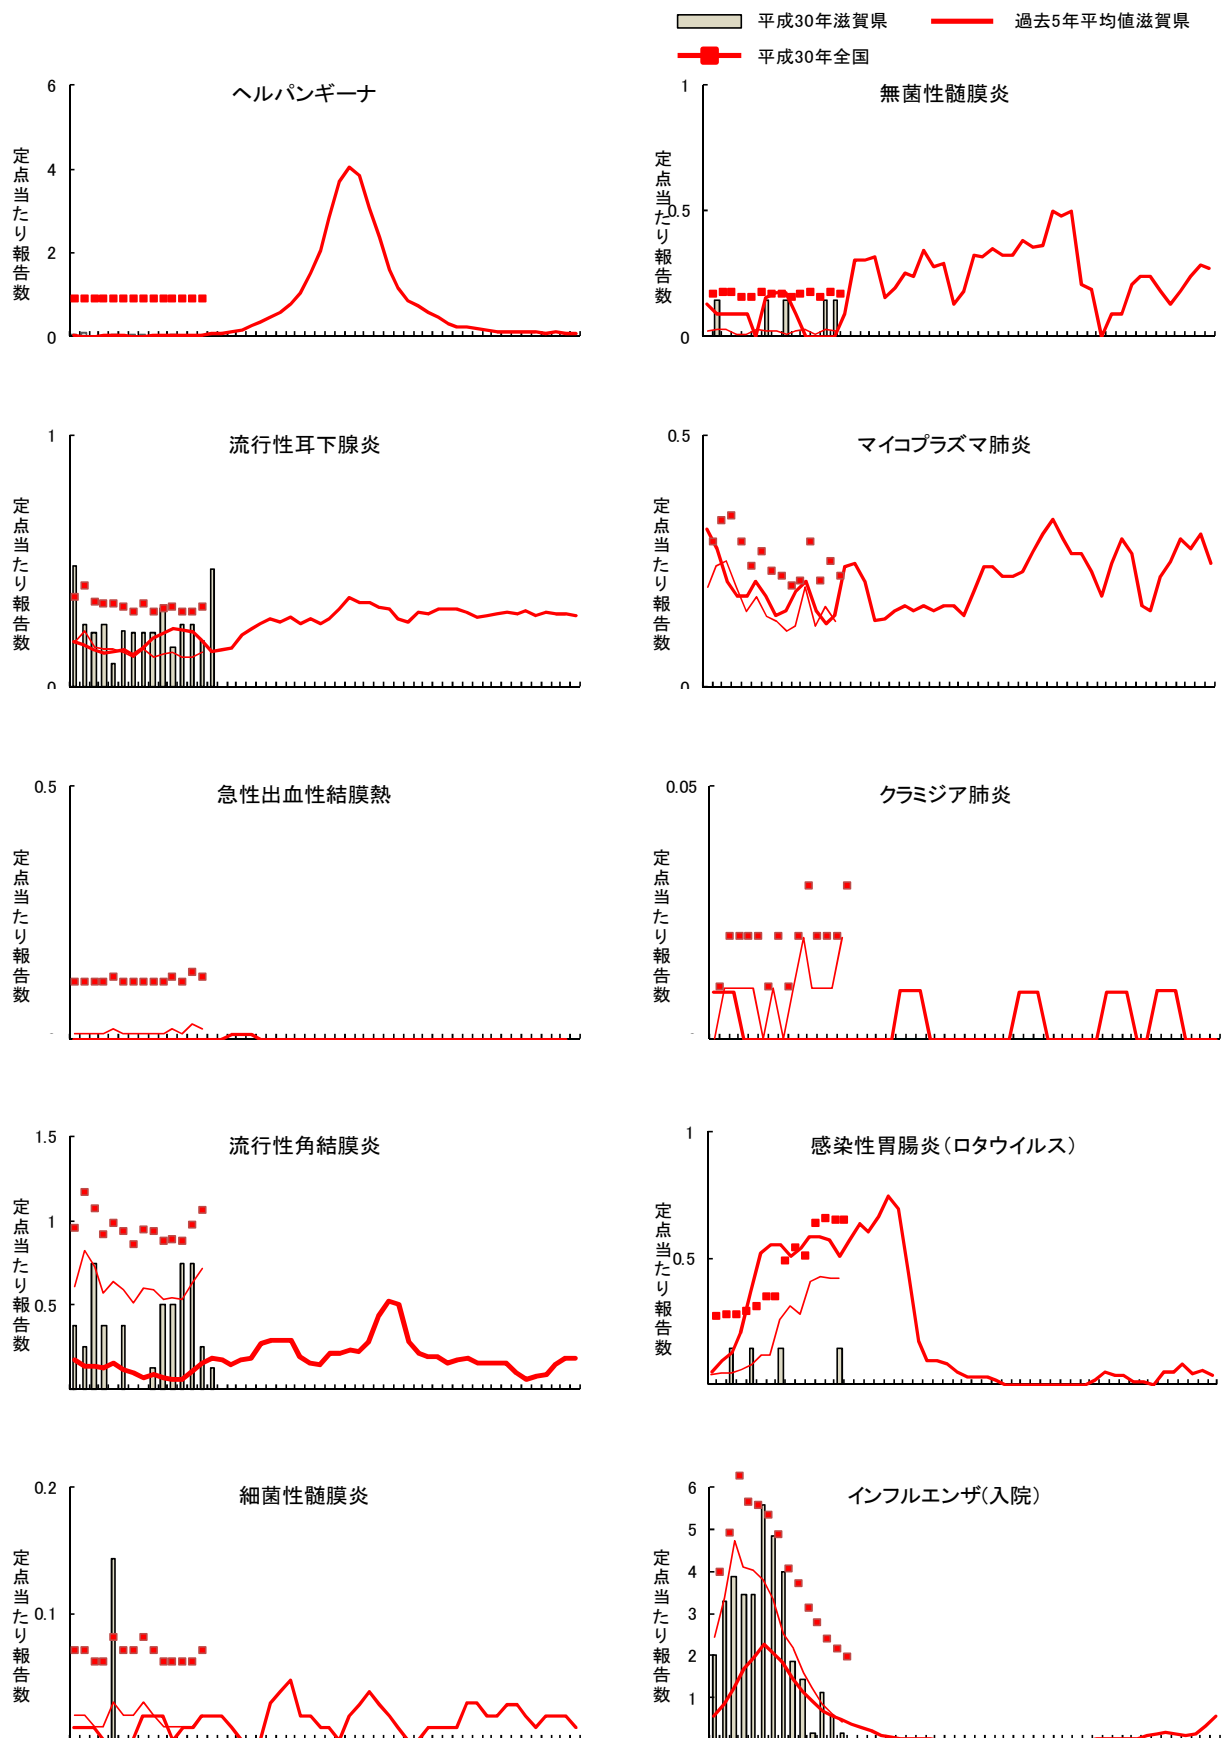 平成30年滋賀県 過去5年平均値滋賀県
平成30年全国
ヘルパンギーナ
定点当たり報告数
6
4
2
0
無菌性髄膜炎
定点当たり報告数
1
0.5
0
流行性耳下腺炎
定点当たり報告数
1
0
マイコプラズマ肺炎
定点当たり報告数
0.5
0
急性出血性結膜熱
定点当たり報告数
0.5
-
クラミジア肺炎
定点当たり報告数
0.05
-
流行性角結膜炎
定点当たり報告数
1.5
1
0.5
感染性胃腸炎(ロタウイルス)
定点当たり報告数
1
0.5
細菌性髄膜炎
定点当たり報告数
0.2
0.1
インフルエンザ(入院)
定点当たり報告数
6
5
4
3
2
1